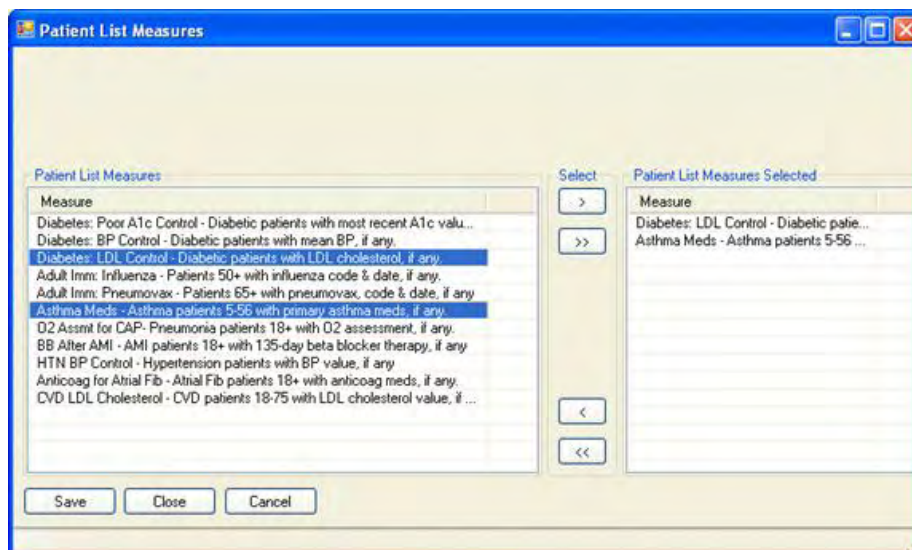 Patient List Measures
Patient List Measures
Measure
Diabetes: Poor A1c Control - Diabetic patients with most recent A1c valu...
Diabetes: BP Control - Diabetic patients with mean BP, if any.
Diabetes: LDL Control - Diabetic patients with LDL cholesterol, if any.
Adult Imm: Influenza - Patients 50+ with influenza code & date, if any.
Adult Imm: Pneumovax - Patients 65+ with pneumovax, code & date, if any
Asthma Meds - Asthma patients 5-56 with primary asthma meds, if any.
O2 Assmt for CAP- Pneumonia patients 18+ with O2 assessment, if any.
BB After AMI - AMI patients 18+ with 135-day beta blocker therapy, if any
HTN BP Control - Hypertension patients with BP value, if any
Anticoag for Atrial Fib - Atrial Fib patients 18+ with anticoag meds, if any.
CVD LDL Cholesterol - CVD patients 18-75 with LDL cholesterol value, if ...
Select
>
>>
<
<<
Patient List Measures Selected
Measure
Diabetes: LDL Control - Diabetic patie...
Asthma Meds - Asthma patients 5-56 ...
Save
Close
Cancel